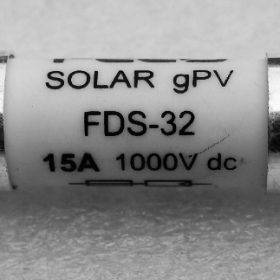 SOLAR gPV
FDS-32
15A 1000V dc